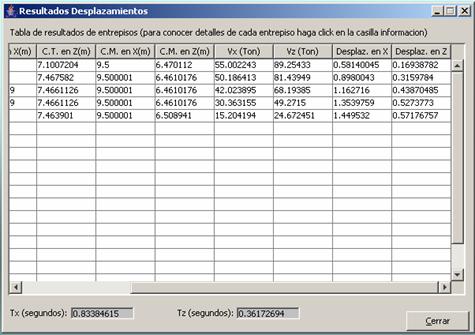 Resultados Desplazamientos
Tabla de resultados de entrepisos (para conocer detalles de cada entrepiso haga click en la casilla informacion)
X(m) C.T. en Z(m) C.M. en X(m) C.M. en Z(m) Vx (Ton) Vz (Ton) Desplaz. en X Desplaz. en Z
7.1007204 9.5 6.470112 55.002243 89.25433 0.58140045 0.16938782
7.467582 9.500001 6.4610176 50.186413 81.43949 0.8980043 0.3159784
9 7.4661126 9.500001 6.4610176 42.023895 68.19385 1.162716 0.43870485
9 7.4661126 9.500001 6.4610176 30.363155 49.2715 1.3539759 0.5273773
7.463901 9.500001 6.508941 15.204194 24.672451 1.449532 0.57176757
Tx (segundos): 0.83384615 Tz (segundos): 0.36172694
Cerrar